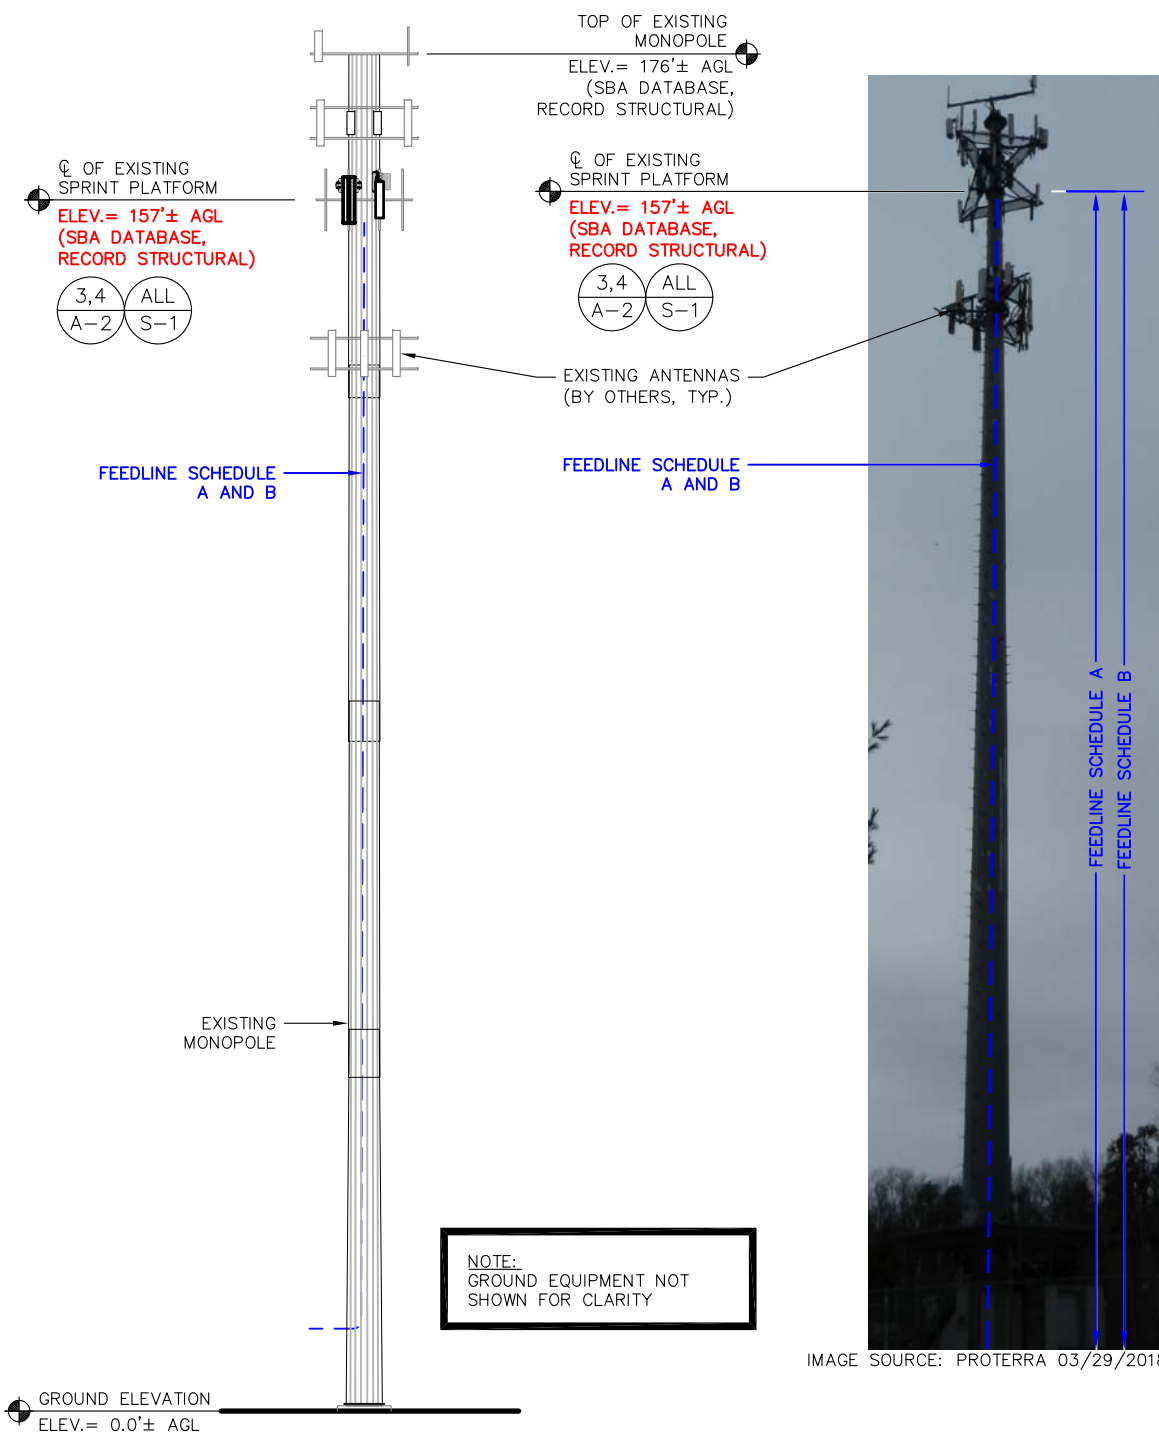 TOP OF EXISTING
MONOPOLE
ELEV.= 176'± AGL
(SBA DATABASE,
RECORD STRUCTURAL)
℄ OF EXISTING
SPRINT PLATFORM
ELEV.= 157'± AGL
(SBA DATABASE,
RECORD STRUCTURAL)
3,4
A-2
ALL
S-1
℄ OF EXISTING
SPRINT PLATFORM
ELEV.= 157'± AGL
(SBA DATABASE,
RECORD STRUCTURAL)
3,4
A-2
ALL
S-1
EXISTING ANTENNAS
(BY OTHERS, TYP.)
FEEDLINE SCHEDULE
A AND B
FEEDLINE SCHEDULE
A AND B
FEEDLINE SCHEDULE A
FEEDLINE SCHEDULE B
EXISTING
MONOPOLE
NOTE:
GROUND EQUIPMENT NOT
SHOWN FOR CLARITY
IMAGE SOURCE: PROTERRA 03/29/2018
GROUND ELEVATION
ELEV.= 0.0'± AGL